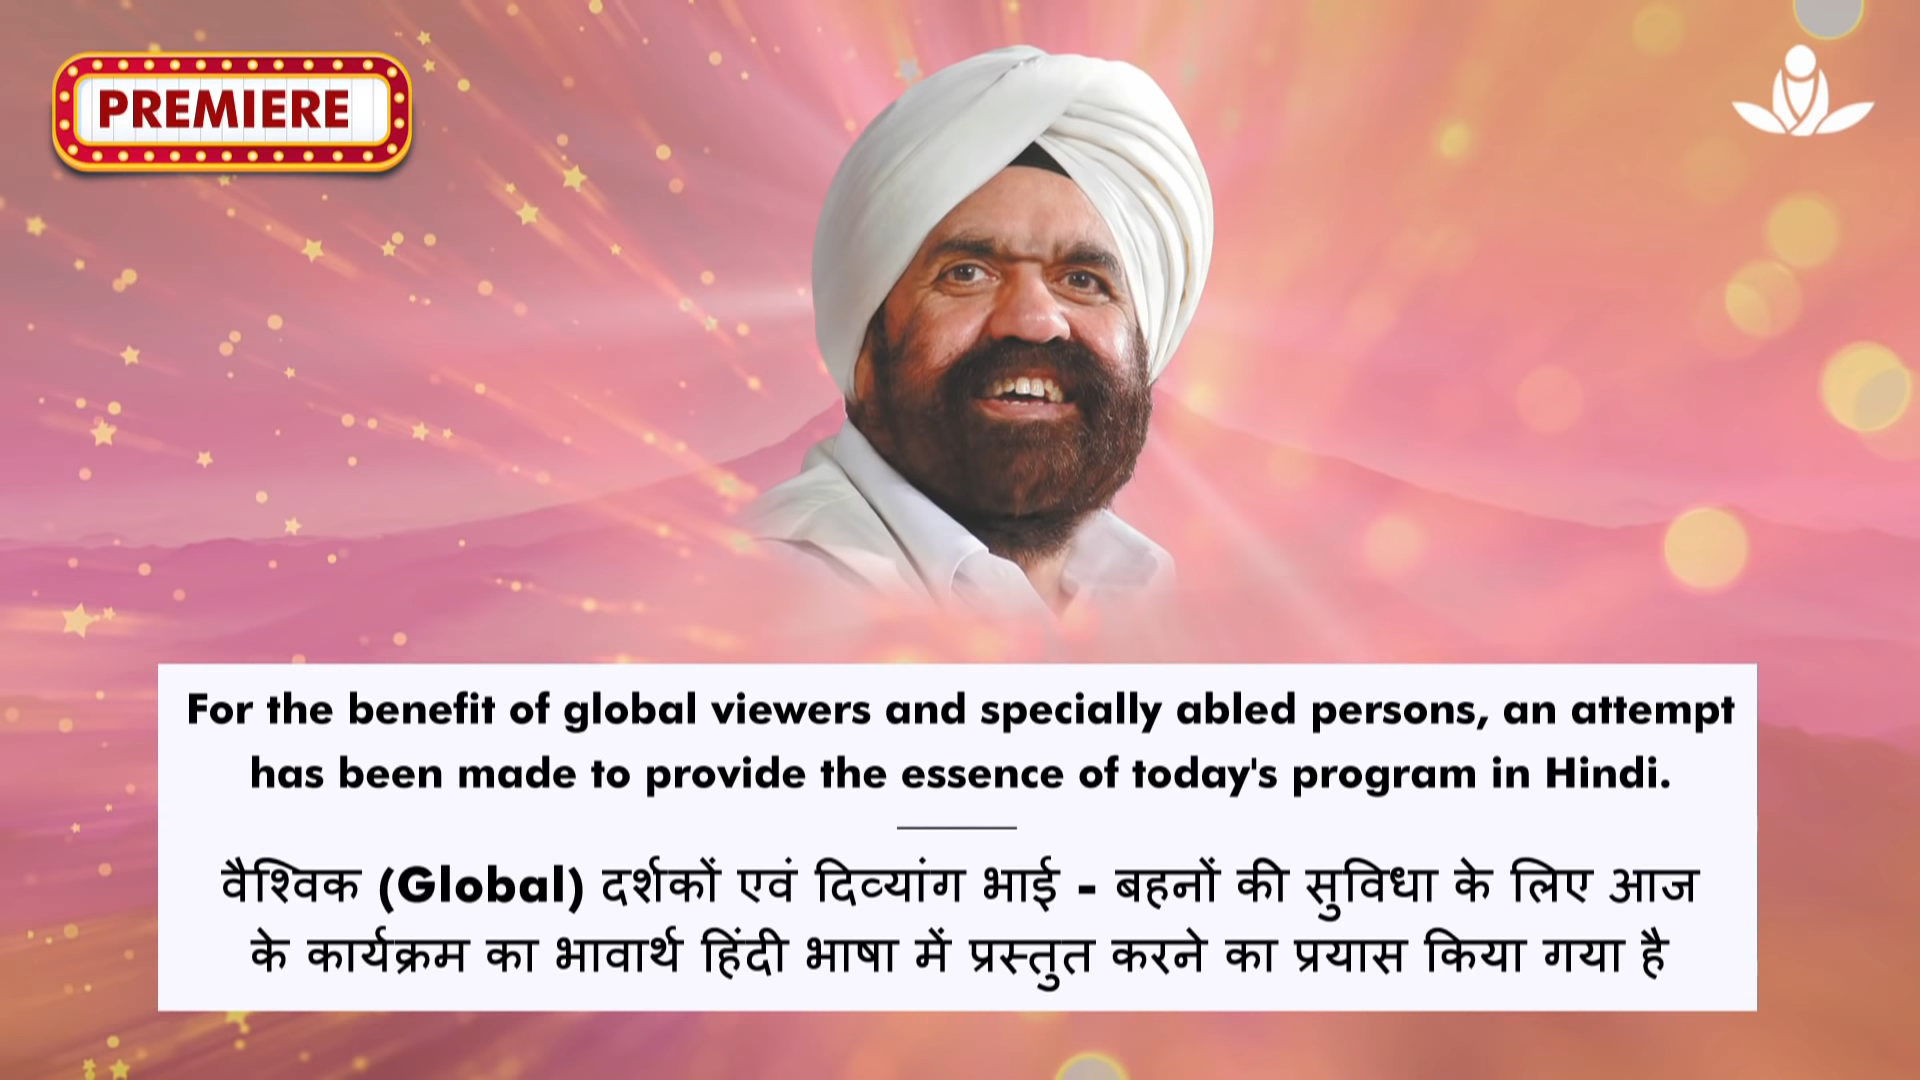 PREMIERE
For the benefit of global viewers and specially abled persons, an attempt
has been made to provide the essence of today's program in Hindi.
वैश्विक (Global) दर्शकों एवं दिव्यांग भाई - बहनों की सुविधा के लिए आज
के कार्यक्रम का भावार्थ हिंदी भाषा में प्रस्तुत करने का प्रयास किया गया है